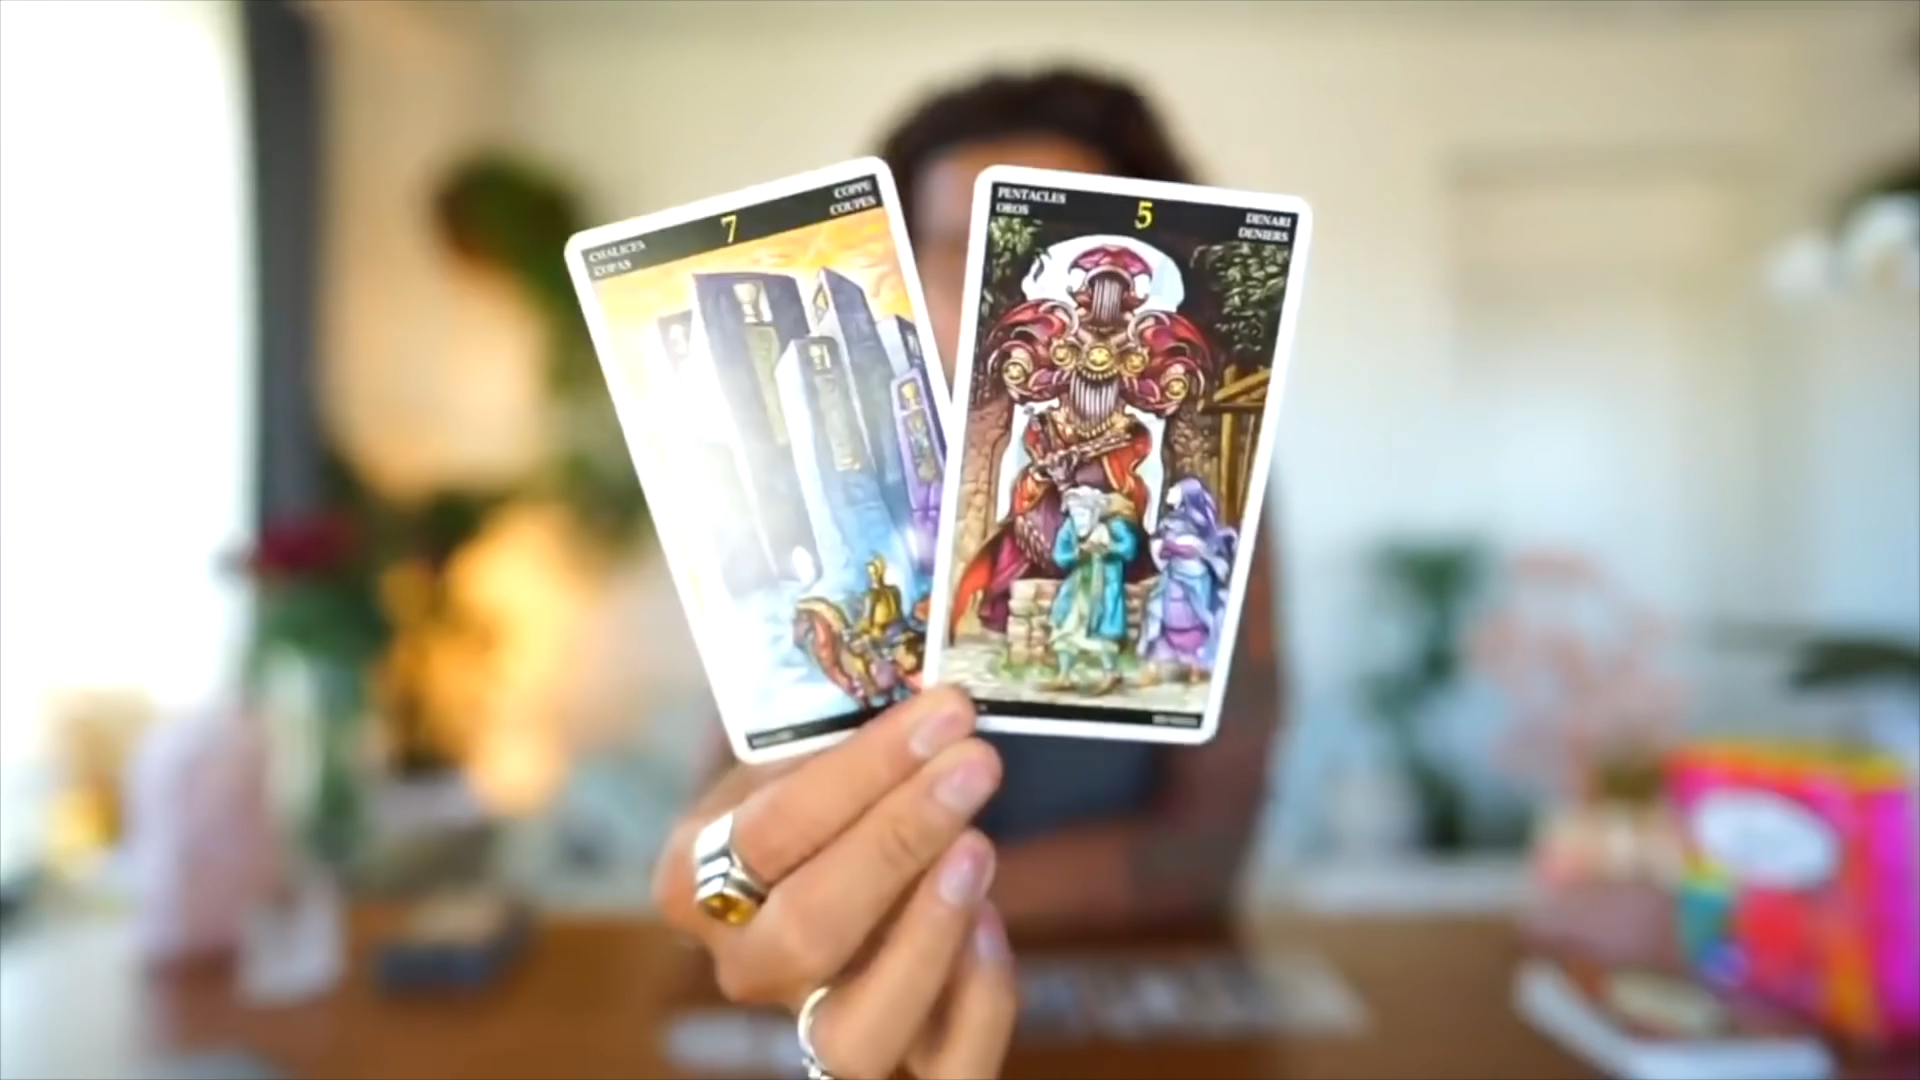 7
CHALICES
COPAS
COPPE
COUPES
5
PENTACLES
OROS
DENARI
DENIERS